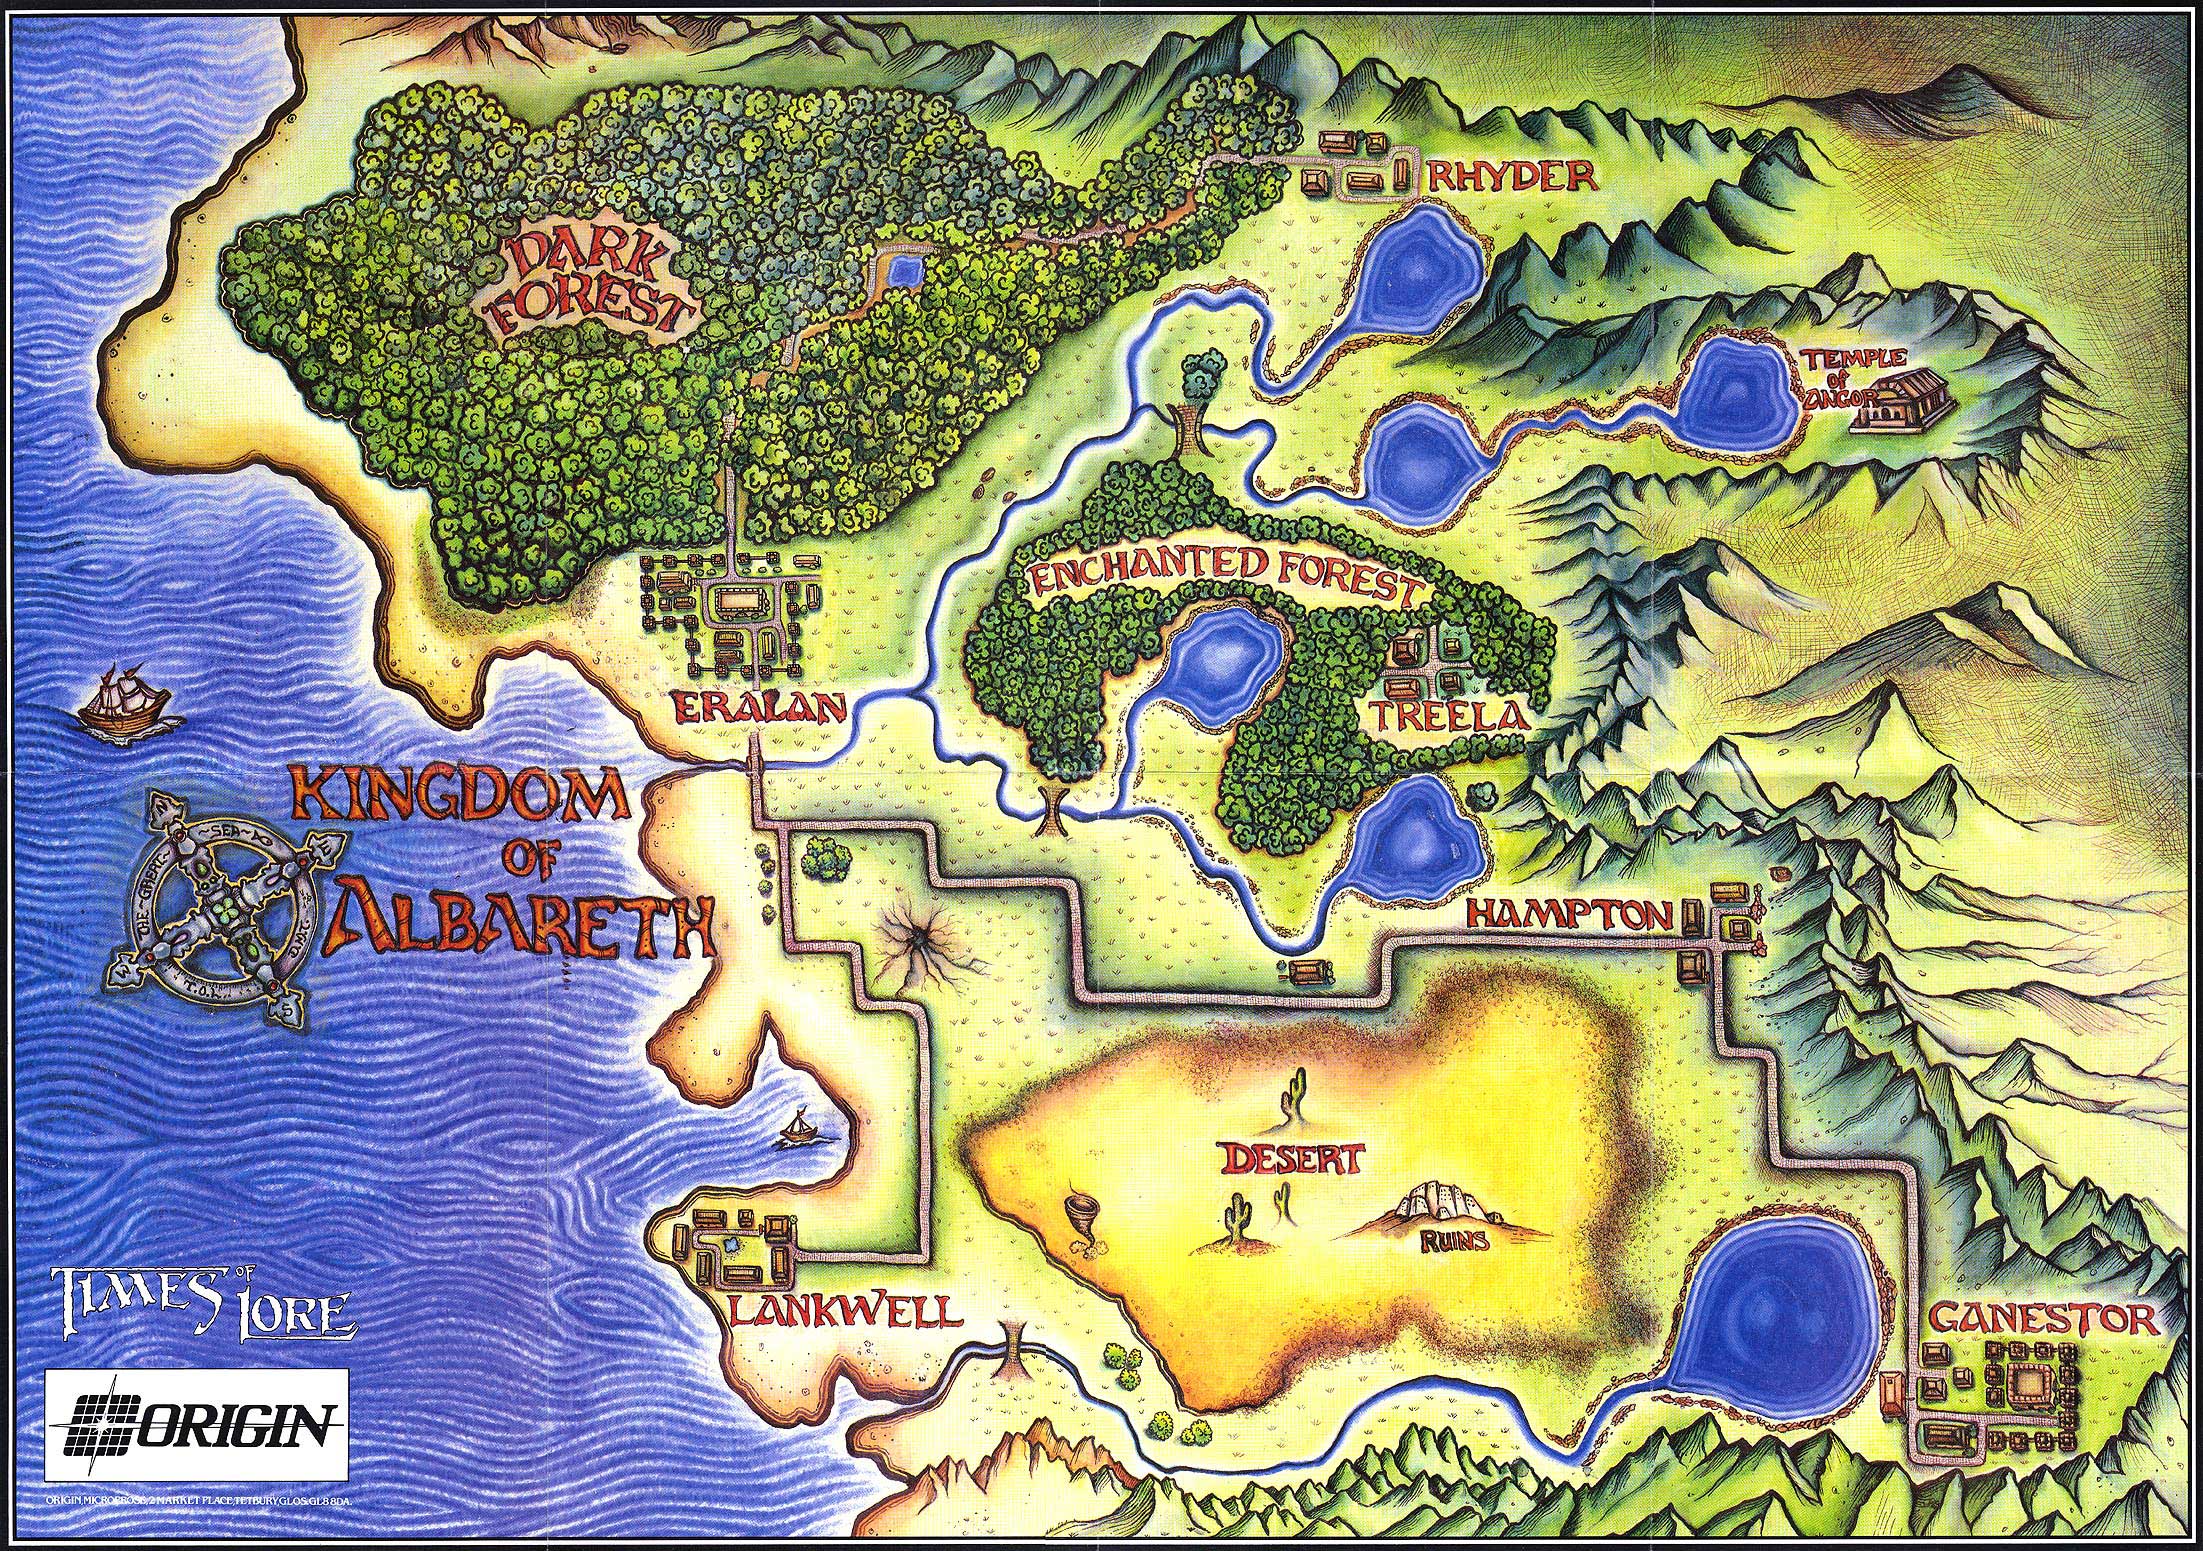 RHYDER
DARK
FOREST
TEMPLE
OF
ANGOR
ENCHANTED FOREST
TREELA
ERALAN
KINGDOM
OF
ALBARETH
N
E
S
W
THE GREAT
~SEA~
T.O.L.
HAMPTON
DESERT
RUINS
LANKWELL
GANESTOR
TIMES OF LORE
ORIGIN
ORIGIN, MICROPROSE, 2 MARKET PLACE, TETBURY, GLOS. GL8 8DA.